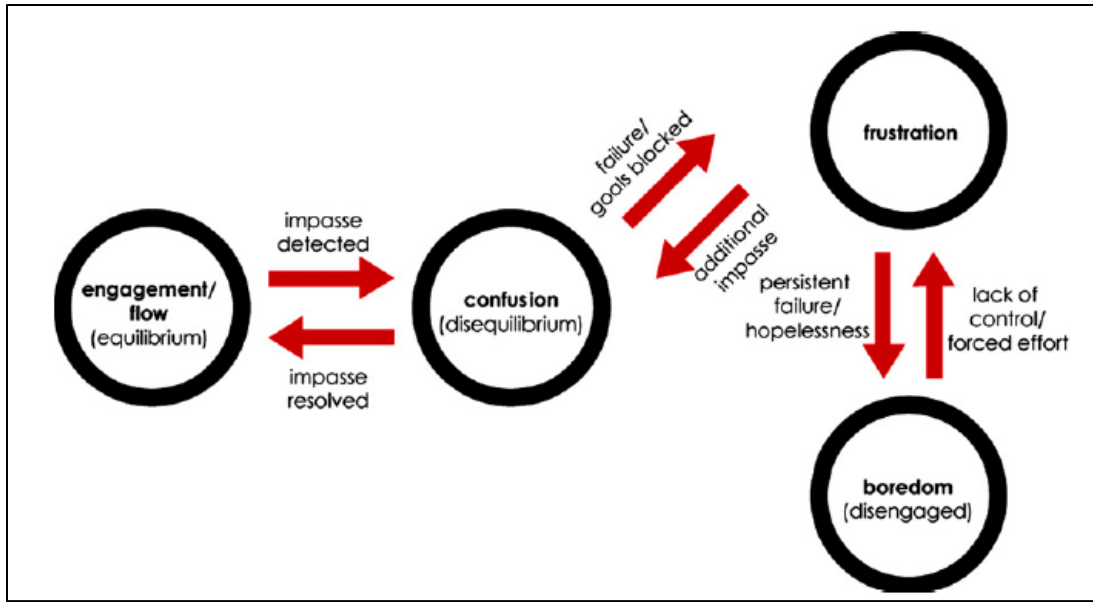 engagement/
flow
(equilibrium)
impasse
detected
impasse
resolved
confusion
(disequilibrium)
failure/
goals blocked
additional
impasse
frustration
persistent
failure/
hopelessness
lack of
control/
forced effort
boredom
(disengaged)